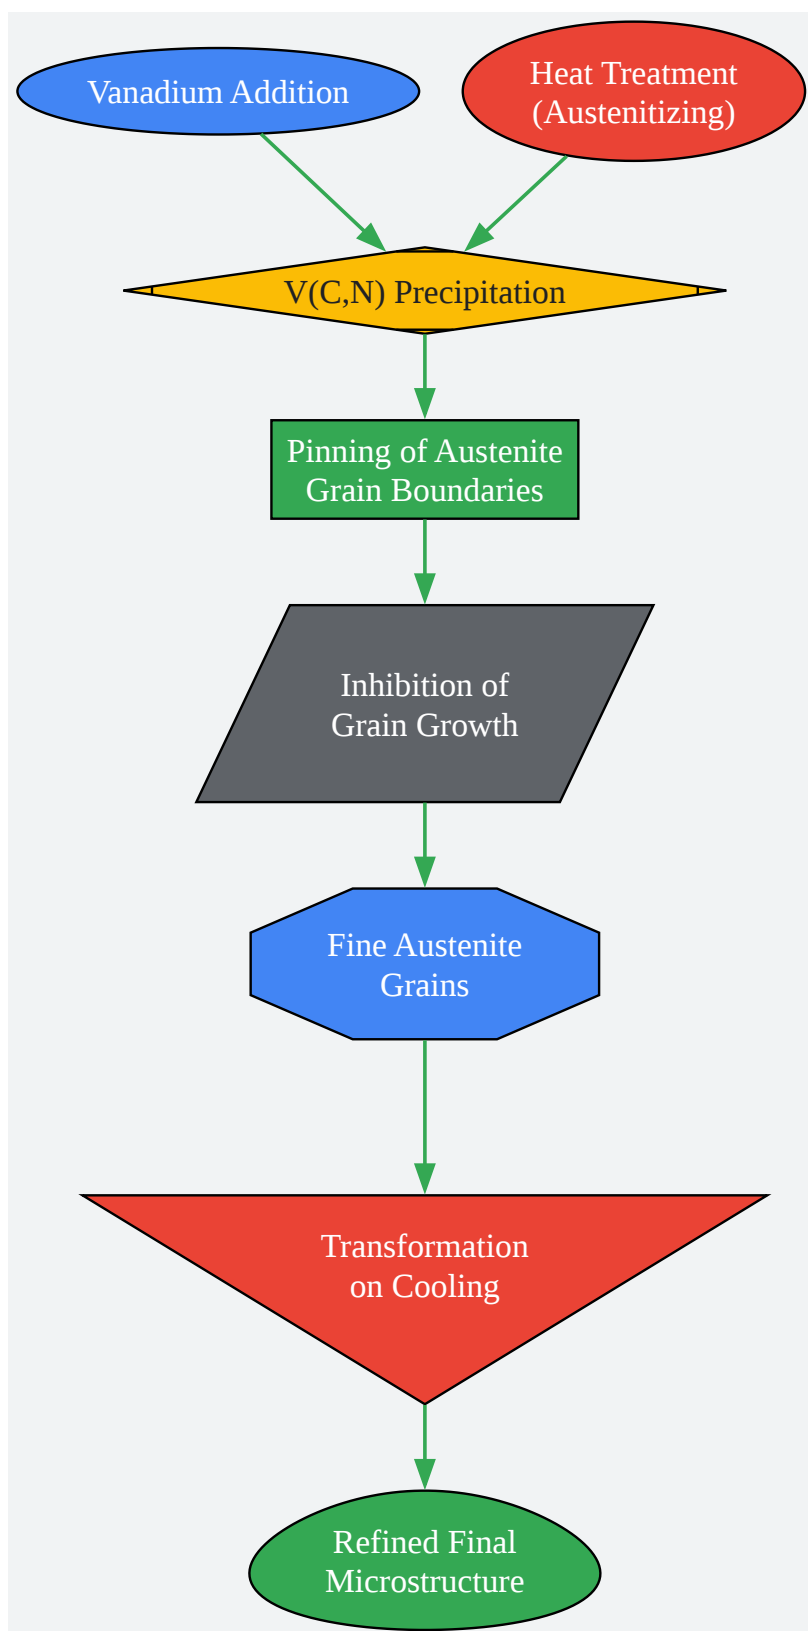 Vanadium Addition
Heat Treatment
(Austenitizing)
V(C,N) Precipitation
Pinning of Austenite
Grain Boundaries
Inhibition of
Grain Growth
Fine Austenite
Grains
Transformation
on Cooling
Refined Final
Microstructure